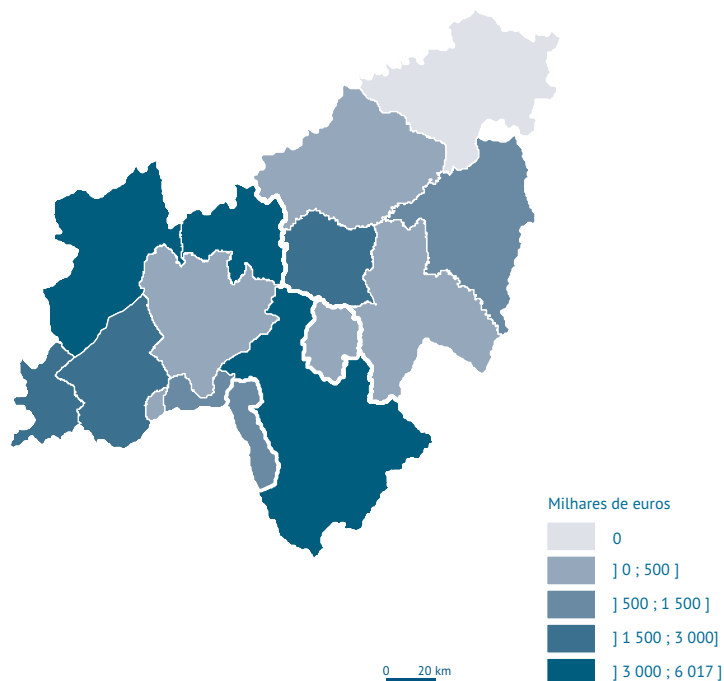 Milhares de euros
0
] 0 ; 500 ]
] 500 ; 1 500 ]
] 1 500 ; 3 000]
] 3 000 ; 6 017 ]
0 20 km